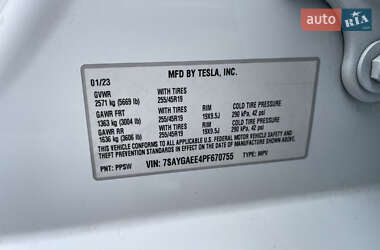 auto RIA.com
MFD BY TESLA, INC.
01/23
GVWR WITH TIRES
2571 kg (5669 lb) 255/45R19
GAWR FRT WITH TIRES RIM COLD TIRE PRESSURE
1363 kg (3004 lb) 255/45R19 19X9.5J 290 kPa, 42 psi
GAWR RR WITH TIRES RIM COLD TIRE PRESSURE
1636 kg (3606 lb) 255/45R19 19X9.5J 290 kPa, 42 psi
THIS VEHICLE CONFORMS TO ALL APPLICABLE U.S. FEDERAL MOTOR VEHICLE SAFETY
AND THEFT PREVENTION STANDARDS IN EFFECT ON THE DATE OF MANUFACTURE SHOWN ABOVE.
VIN: 7SAYGAEE4PF670755
PNT: PPSW TYPE: MPV